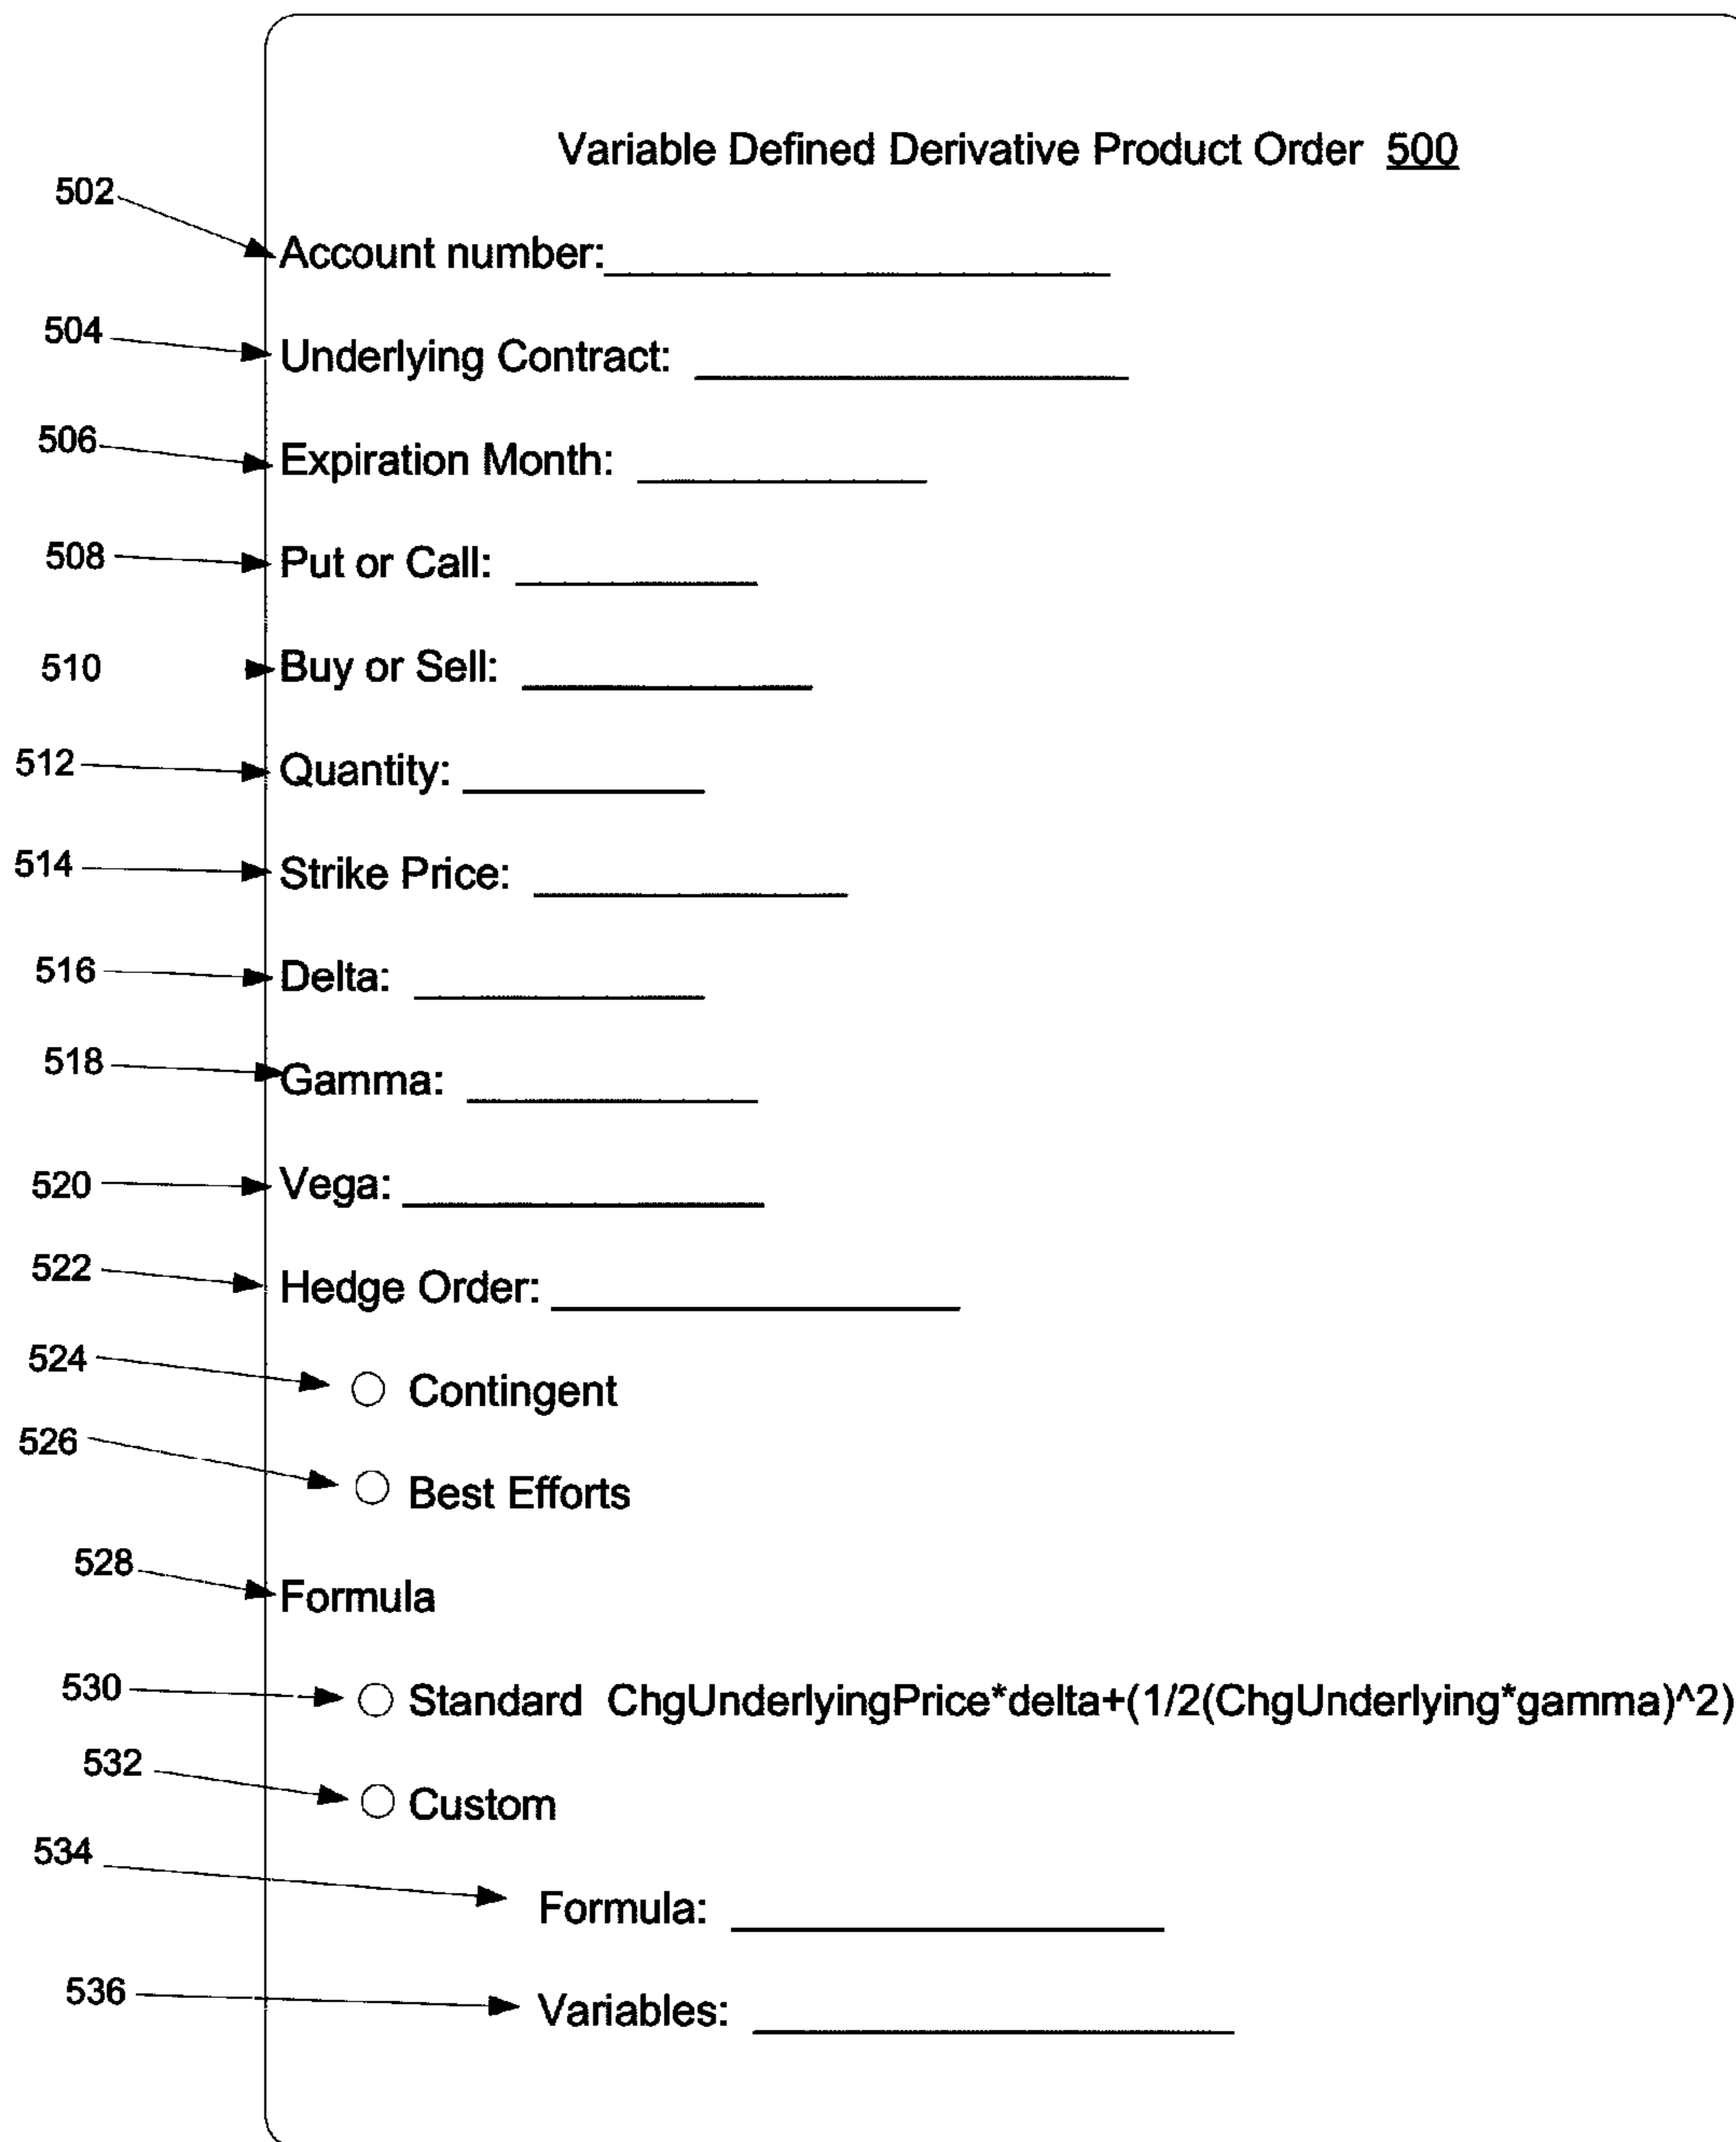 Variable Defined Derivative Product Order 500
502
Account number:
504
Underlying Contract:
506
Expiration Month:
508
Put or Call:
510
Buy or Sell:
512
Quantity:
514
Strike Price:
516
Delta:
518
Gamma:
520
Vega:
522
Hedge Order:
524
Contingent
526
Best Efforts
528
Formula
530
Standard ChgUnderlyingPrice*delta+(1/2(ChgUnderlying*gamma)^2)
532
Custom
534
Formula:
536
Variables: